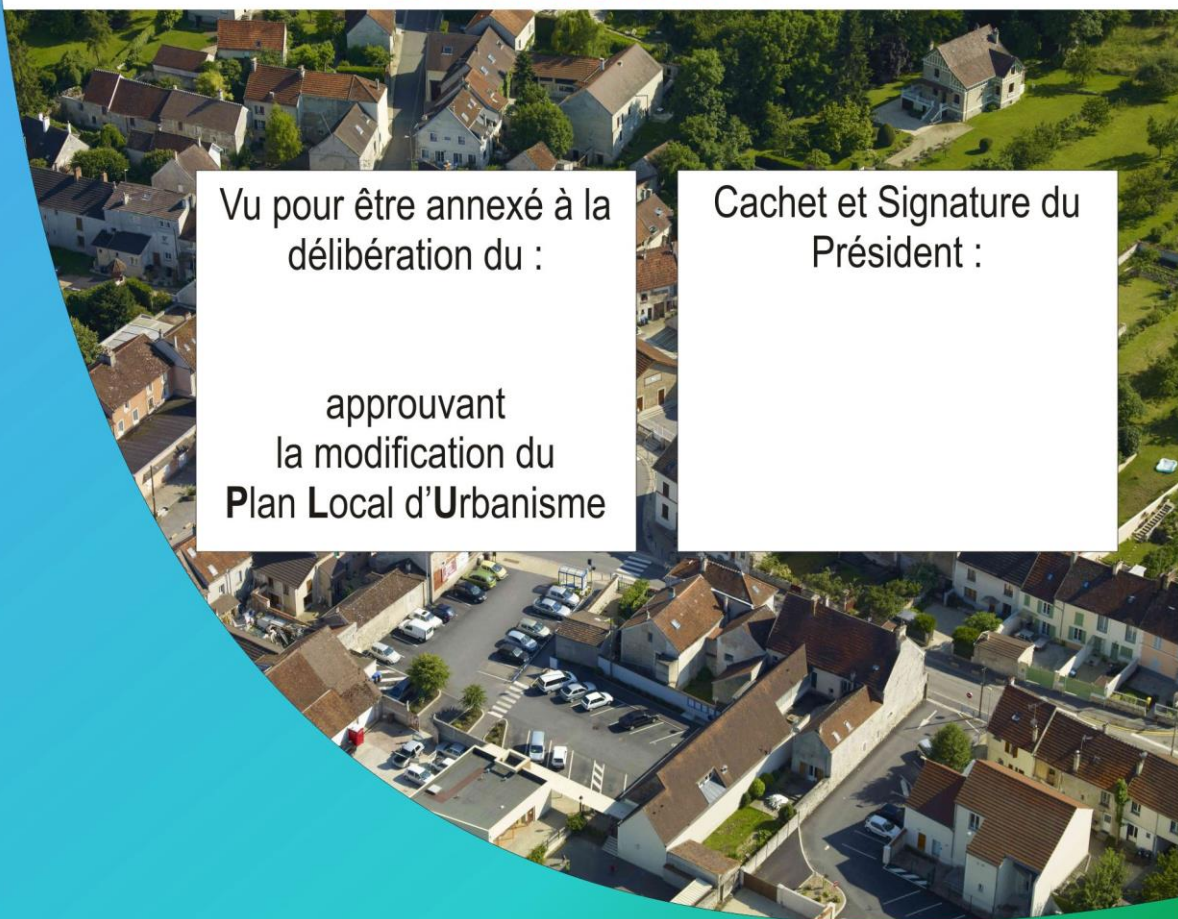 Vu pour être annexé à la
délibération du :
approuvant
la modification du
Plan Local d'Urbanisme
Cachet et Signature du
Président :